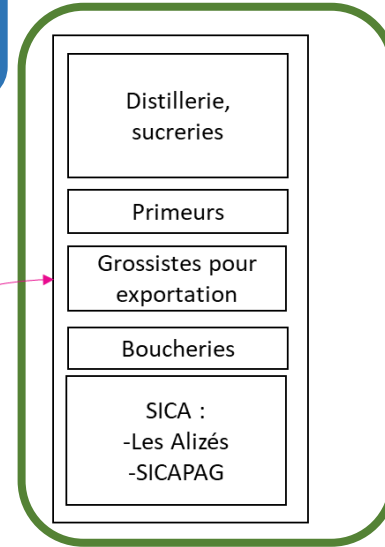 Distillerie,
sucreries
Primeurs
Grossistes pour
exportation
Boucheries
SICA :
-Les Alizés
-SICAPAG